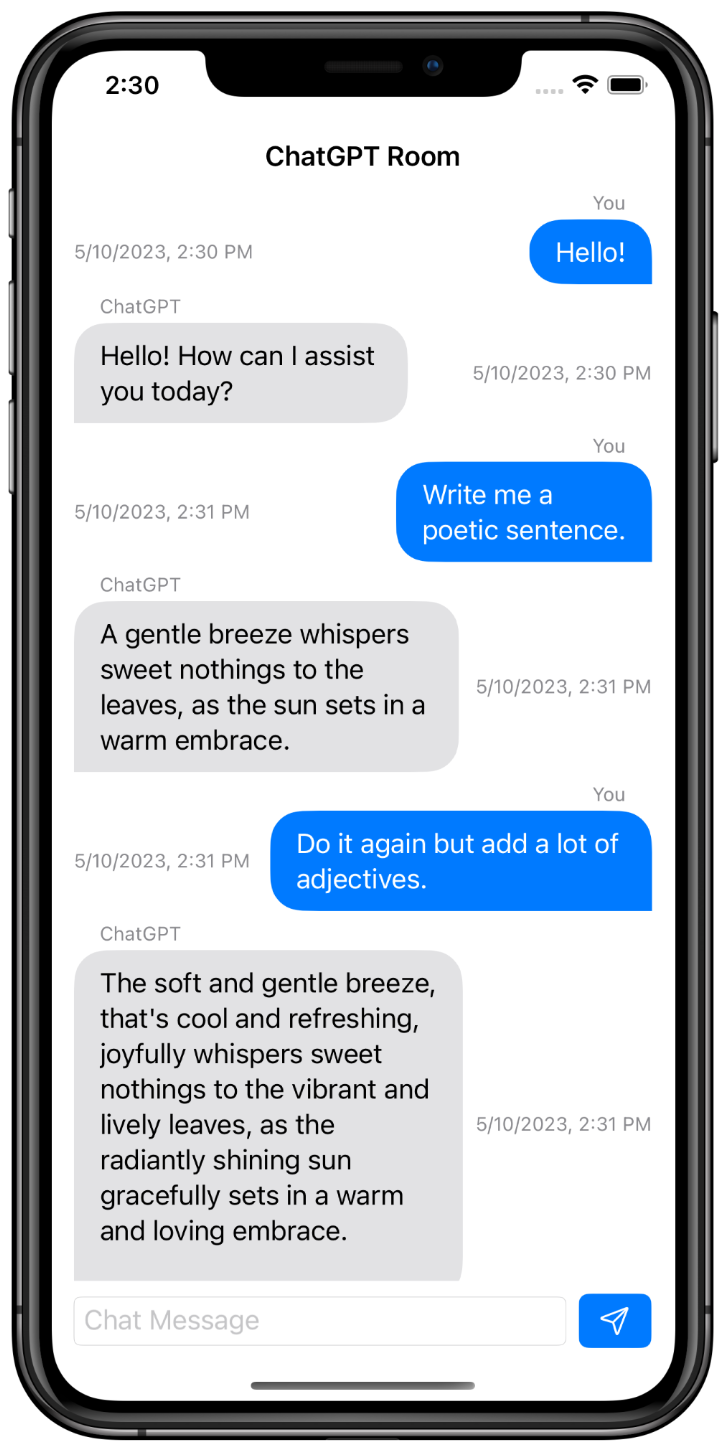 2:30
ChatGPT Room
You
5/10/2023, 2:30 PM
Hello!
ChatGPT
Hello! How can I assist
you today?
5/10/2023, 2:30 PM
You
5/10/2023, 2:31 PM
Write me a
poetic sentence.
ChatGPT
A gentle breeze whispers
sweet nothings to the
leaves, as the sun sets in a
warm embrace.
5/10/2023, 2:31 PM
You
5/10/2023, 2:31 PM
Do it again but add a lot of
adjectives.
ChatGPT
The soft and gentle breeze,
that's cool and refreshing,
joyfully whispers sweet
nothings to the vibrant and
lively leaves, as the
radiantly shining sun
gracefully sets in a warm
and loving embrace.
5/10/2023, 2:31 PM
Chat Message